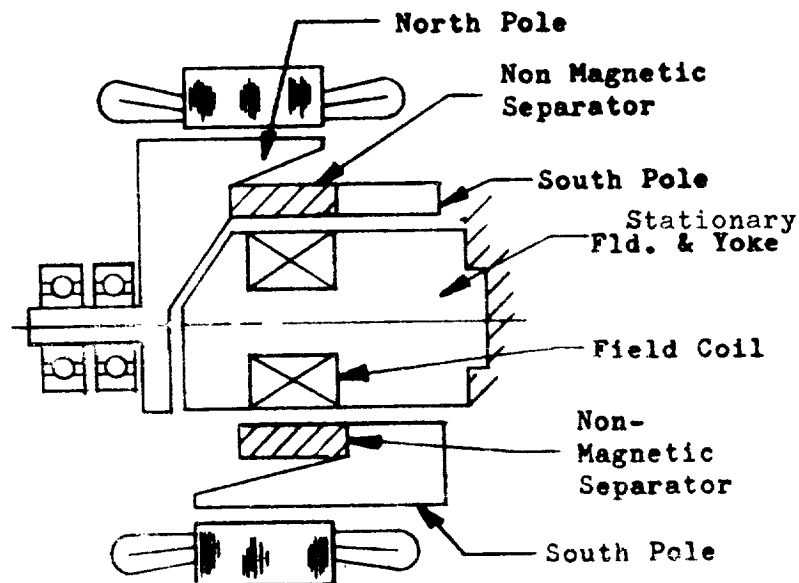 North Pole
Non Magnetic
Separator
South Pole
Stationary
Fld. & Yoke
Field Coil
Non-
Magnetic
Separator
South Pole